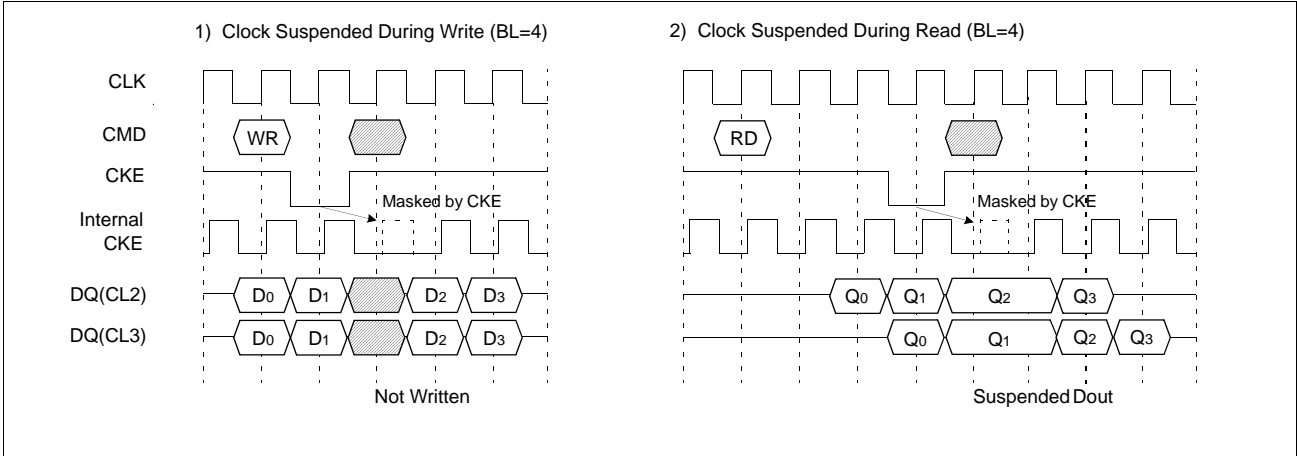 1) Clock Suspended During Write (BL=4)
2) Clock Suspended During Read (BL=4)
CLK
CMD
WR
RD
CKE
Masked by CKE
Masked by CKE
Internal
CKE
DQ(CL2)
D0 D1 D2 D3
Q0 Q1 Q2 Q3
DQ(CL3)
D0 D1 D2 D3
Q0 Q1 Q2 Q3
Not Written
Suspended Dout